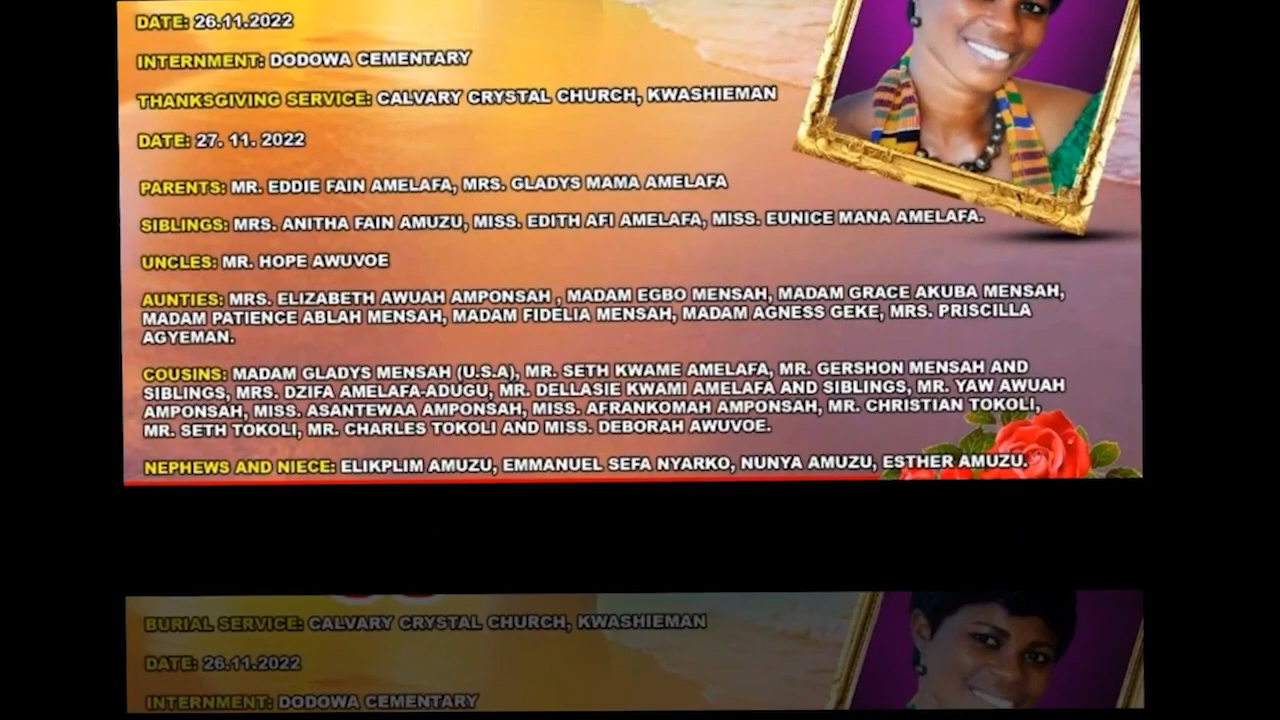 DATE: 26.11.2022
INTERNMENT: DODOWA CEMENTARY
THANKSGIVING SERVICE: CALVARY CRYSTAL CHURCH, KWASHIEMAN
DATE: 27. 11. 2022
PARENTS: MR. EDDIE FAIN AMELAFA, MRS. GLADYS MAMA AMELAFA
SIBLINGS: MRS. ANITHA FAIN AMUZU, MISS. EDITH AFI AMELAFA, MISS. EUNICE MANA AMELAFA.
UNCLES: MR. HOPE AWUVOE
AUNTIES: MRS. ELIZABETH AWUAH AMPONSAH , MADAM EGBO MENSAH, MADAM GRACE AKUBA MENSAH,
MADAM PATIENCE ABLAH MENSAH, MADAM FIDELIA MENSAH, MADAM AGNESS GEKE, MRS. PRISCILLA
AGYEMAN.
COUSINS: MADAM GLADYS MENSAH (U.S.A), MR. SETH KWAME AMELAFA, MR. GERSHON MENSAH AND
SIBLINGS, MRS. DZIFA AMELAFA-ADUGU, MR. DELLASIE KWAMI AMELAFA AND SIBLINGS, MR. YAW AWUAH
AMPONSAH, MISS. ASANTEWAA AMPONSAH, MISS. AFRANKOMAH AMPONSAH, MR. CHRISTIAN TOKOLI,
MR. SETH TOKOLI, MR. CHARLES TOKOLI AND MISS. DEBORAH AWUVOE.
NEPHEWS AND NIECE: ELIKPLIM AMUZU, EMMANUEL SEFA NYARKO, NUNYA AMUZU, ESTHER AMUZU.
BURIAL SERVICE: CALVARY CRYSTAL CHURCH, KWASHIEMAN
DATE: 26.11.2022
INTERNMENT: DODOWA CEMENTARY